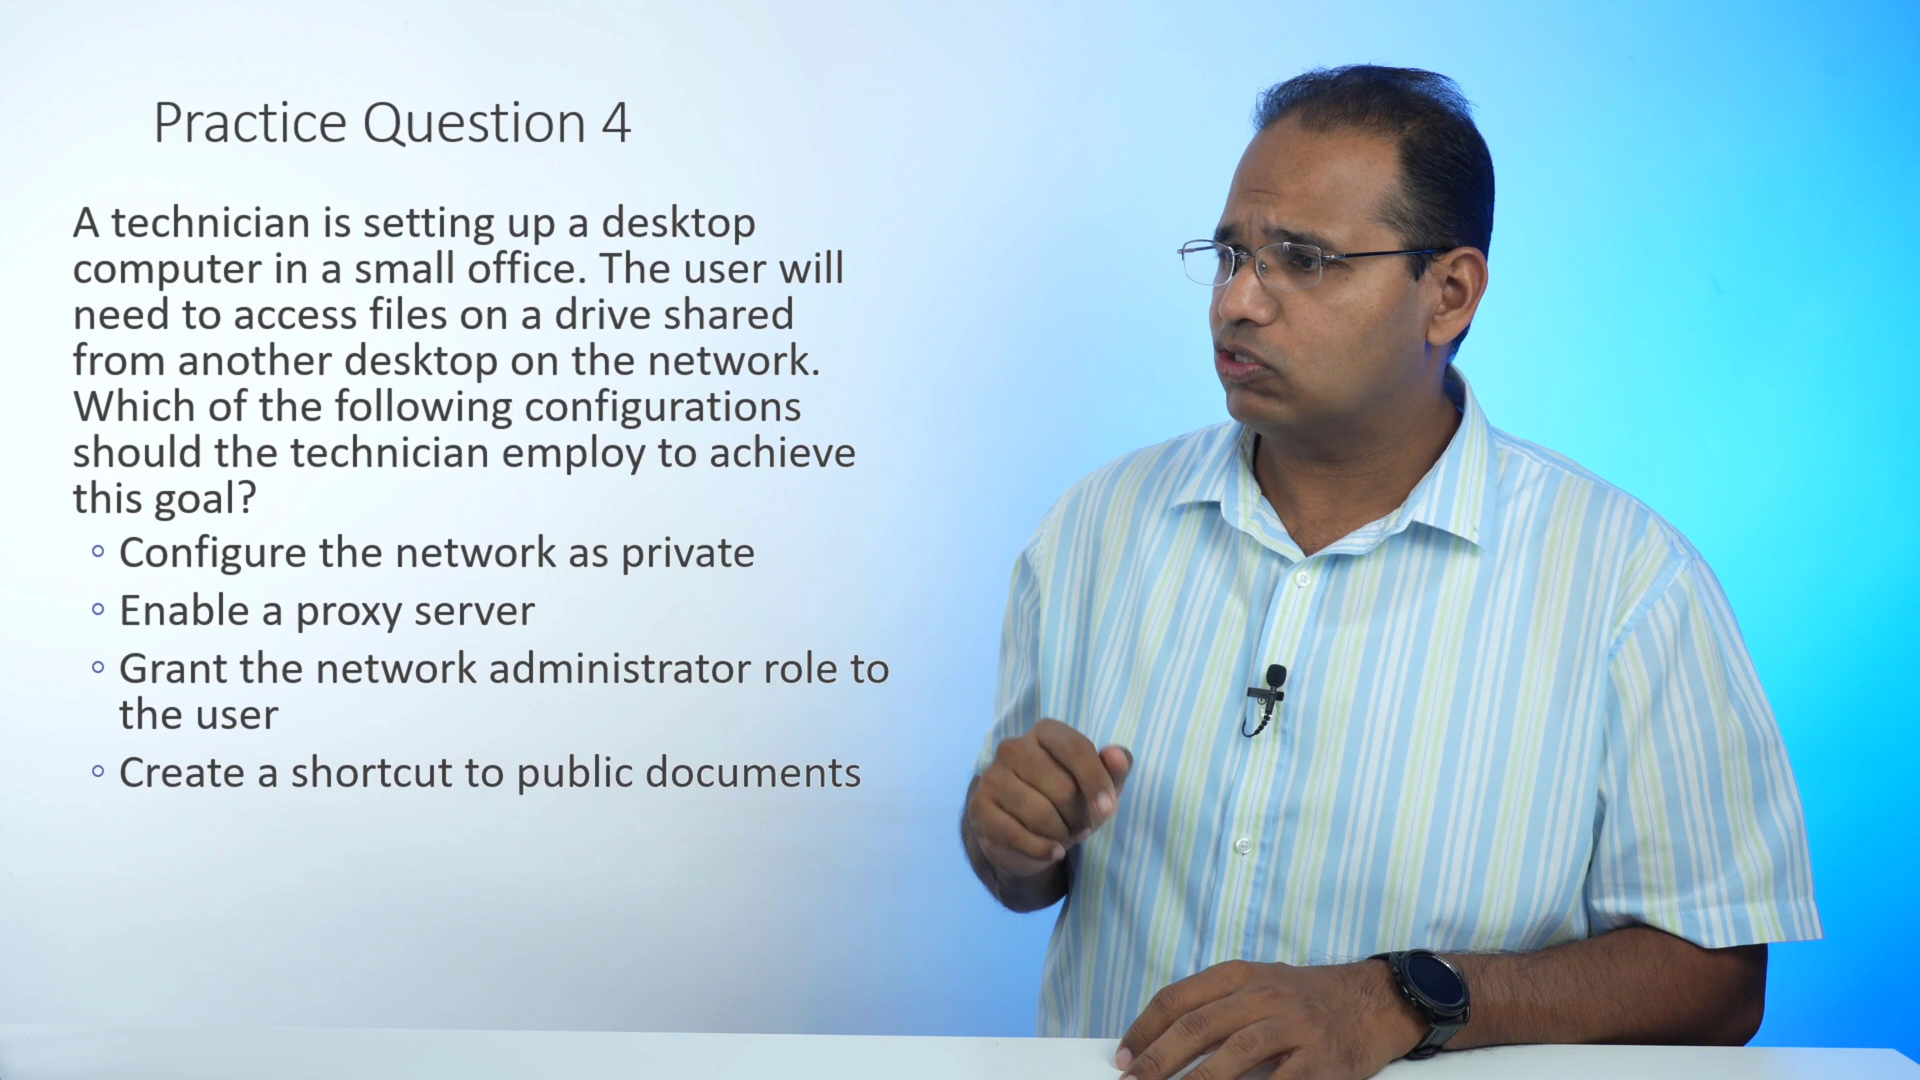 Practice Question 4
A technician is setting up a desktop
computer in a small office. The user will
need to access files on a drive shared
from another desktop on the network.
Which of the following configurations
should the technician employ to achieve
this goal?
◦ Configure the network as private
◦ Enable a proxy server
◦ Grant the network administrator role to
the user
◦ Create a shortcut to public documents